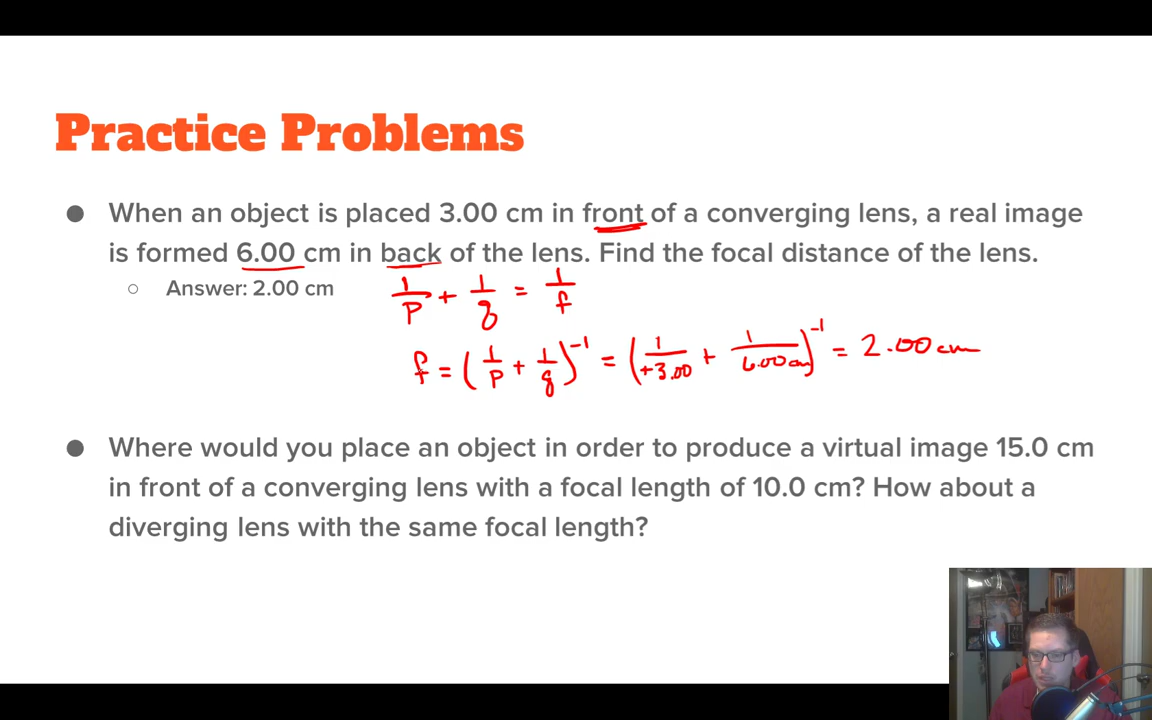 Practice Problems
● When an object is placed 3.00 cm in front of a converging lens, a real image
is formed 6.00 cm in back of the lens. Find the focal distance of the lens.
○ Answer: 2.00 cm
1/p + 1/q = 1/f
f = (1/p + 1/q)⁻¹ = (1/+3.00 + 1/6.00cm)⁻¹ = 2.00cm
● Where would you place an object in order to produce a virtual image 15.0 cm
in front of a converging lens with a focal length of 10.0 cm? How about a
diverging lens with the same focal length?